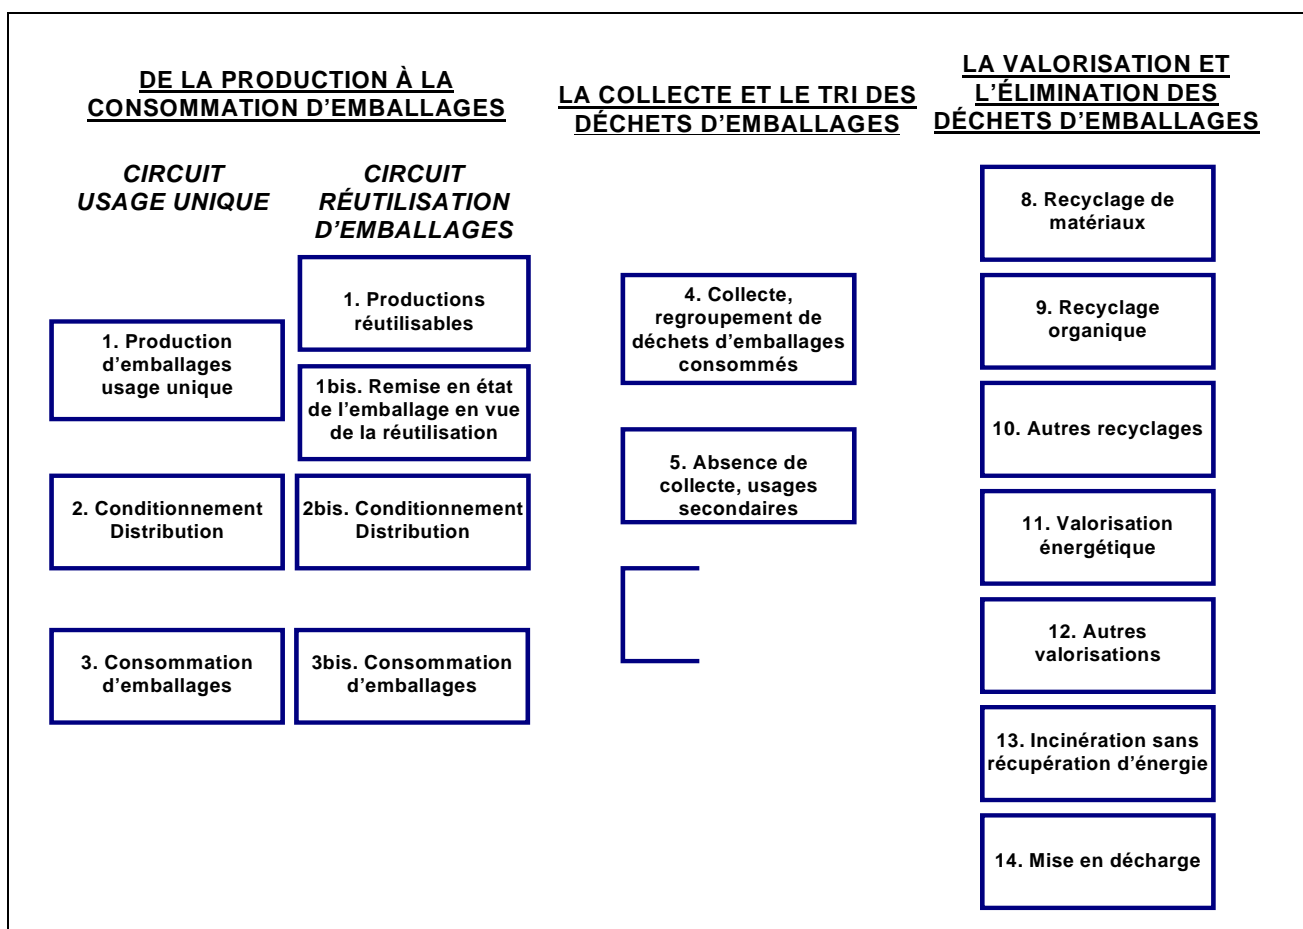 DE LA PRODUCTION À LA
CONSOMMATION D'EMBALLAGES
CIRCUIT
USAGE UNIQUE
1. Production
d'emballages
usage unique
2. Conditionnement
Distribution
3. Consommation
d'emballages
CIRCUIT
RÉUTILISATION
D'EMBALLAGES
1. Productions
réutilisables
1bis. Remise en état
de l'emballage en vue
de la réutilisation
2bis. Conditionnement
Distribution
3bis. Consommation
d'emballages
LA COLLECTE ET LE TRI DES
DÉCHETS D'EMBALLAGES
4. Collecte,
regroupement de
déchets d'emballages
consommés
5. Absence de
collecte, usages
secondaires
LA VALORISATION ET
L'ÉLIMINATION DES
DÉCHETS D'EMBALLAGES
8. Recyclage de
matériaux
9. Recyclage
organique
10. Autres recyclages
11. Valorisation
énergétique
12. Autres
valorisations
13. Incinération sans
récupération d'énergie
14. Mise en décharge